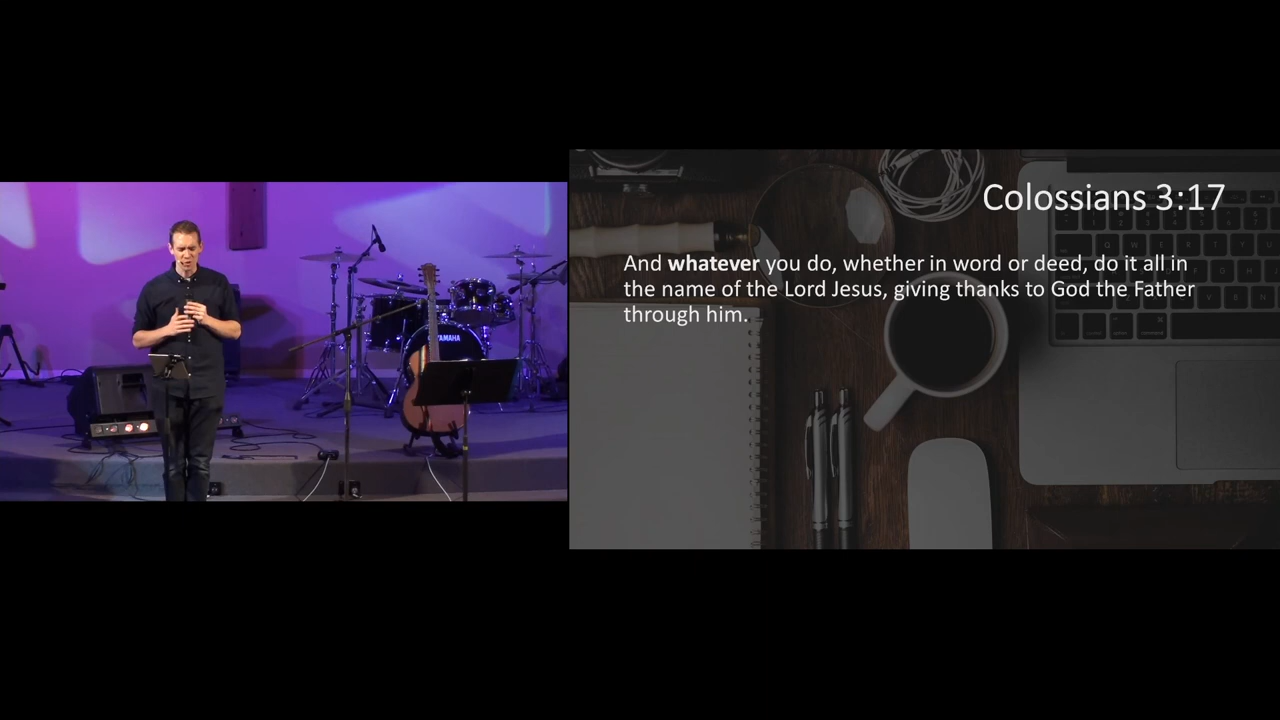 Colossians 3:17
And whatever you do, whether in word or deed, do it all in
the name of the Lord Jesus, giving thanks to God the Father
through him.
YAMAHA